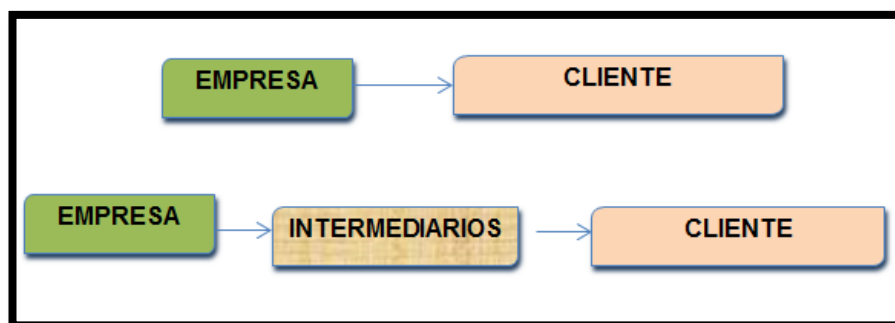 EMPRESA
CLIENTE
EMPRESA
INTERMEDIARIOS
CLIENTE